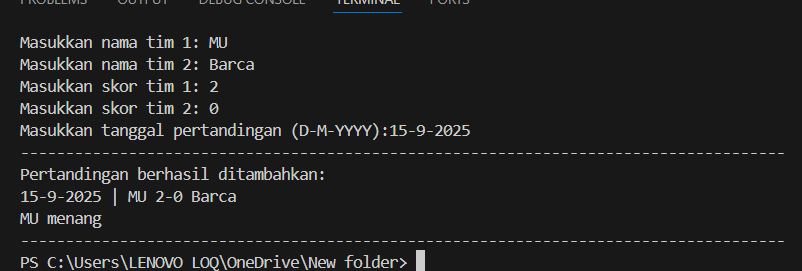 PROBLEMS OUTPUT DEBUG CONSOLE TERMINAL PORTS
Masukkan nama tim 1: MU
Masukkan nama tim 2: Barca
Masukkan skor tim 1: 2
Masukkan skor tim 2: 0
Masukkan tanggal pertandingan (D-M-YYYY):15-9-2025
--------------------------------------------------------------------------------
Pertandingan berhasil ditambahkan:
15-9-2025 | MU 2-0 Barca
MU menang
--------------------------------------------------------------------------------
PS C:\Users\LENOVO LOQ\OneDrive\New folder>